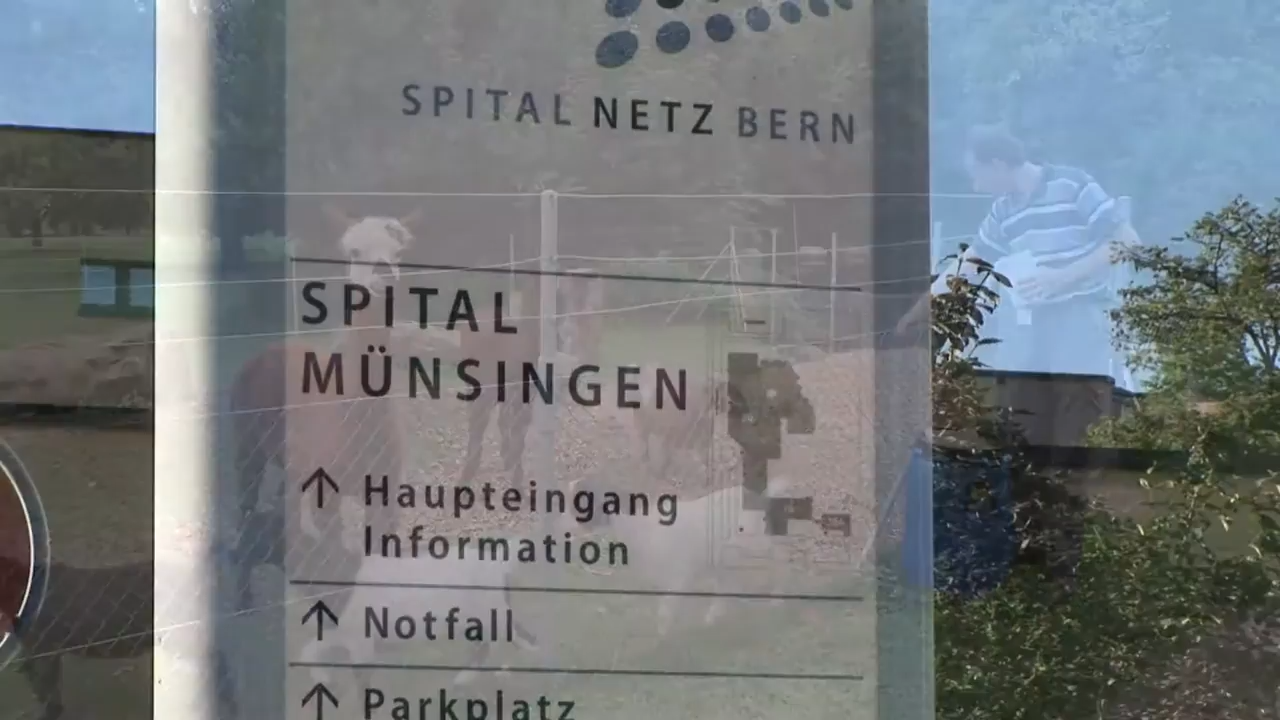 SPITAL NETZ BERN
SPITAL
MÜNSINGEN
↑ Haupteingang
Information
↑ Notfall
↑ Parkplatz